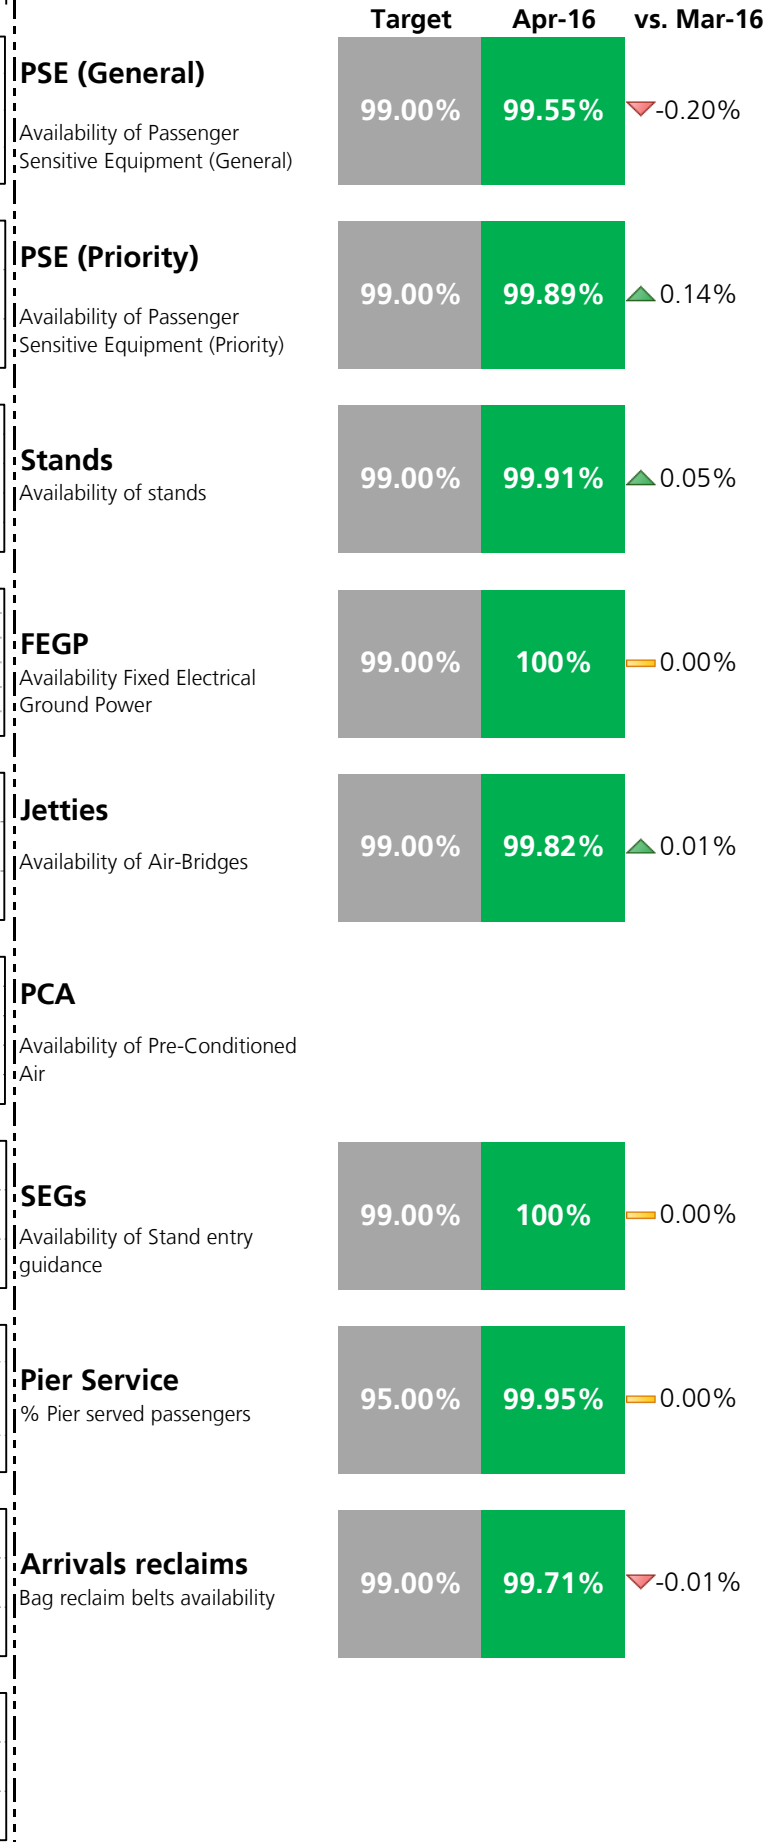 Target Apr-16 vs. Mar-16
PSE (General)
Availability of Passenger
Sensitive Equipment (General)
99.00% 99.55% -0.20%
PSE (Priority)
Availability of Passenger
Sensitive Equipment (Priority)
99.00% 99.89% 0.14%
Stands
Availability of stands
99.00% 99.91% 0.05%
FEGP
Availability Fixed Electrical
Ground Power
99.00% 100% 0.00%
Jetties
Availability of Air-Bridges
99.00% 99.82% 0.01%
PCA
Availability of Pre-Conditioned
Air
SEGs
Availability of Stand entry
guidance
99.00% 100% 0.00%
Pier Service
% Pier served passengers
95.00% 99.95% 0.00%
Arrivals reclaims
Bag reclaim belts availability
99.00% 99.71% -0.01%